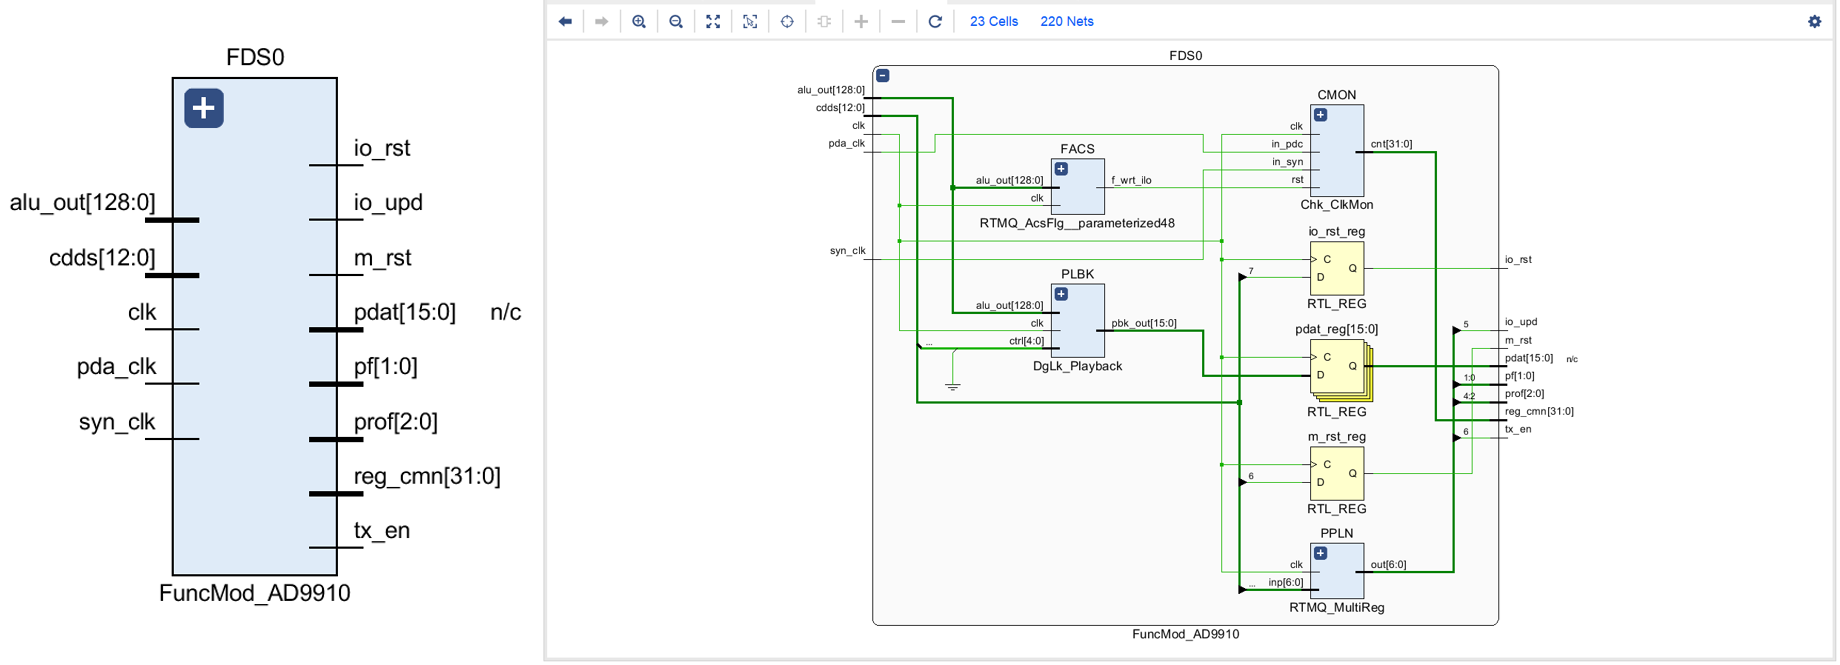 FDS0
io_rst
alu_out[128:0]
io_upd
cdds[12:0]
m_rst
clk
pdat[15:0]
n/c
pda_clk
pf[1:0]
syn_clk
prof[2:0]
reg_cmn[31:0]
tx_en
FuncMod_AD9910
23 Cells
220 Nets
FDS0
alu_out[128:0]
cdds[12:0]
clk
pda_clk
syn_clk
CMON
clk
in_pdc
in_syn
rst
cnt[31:0]
Chk_ClkMon
FACS
alu_out[128:0]
clk
f_wrt_ilo
RTMQ_AcsFlg__parameterized48
io_rst_reg
7
C
D
Q
RTL_REG
PLBK
alu_out[128:0]
clk
...
ctrl[4:0]
pbk_out[15:0]
DgLk_Playback
pdat_reg[15:0]
C
D
Q
RTL_REG
m_rst_reg
6
C
D
Q
RTL_REG
PPLN
clk
...
inp[6:0]
out[6:0]
RTMQ_MultiReg
io_rst
5
io_upd
m_rst
pdat[15:0]
n/c
1:0
pf[1:0]
4:2
prof[2:0]
reg_cmn[31:0]
6
tx_en
FuncMod_AD9910